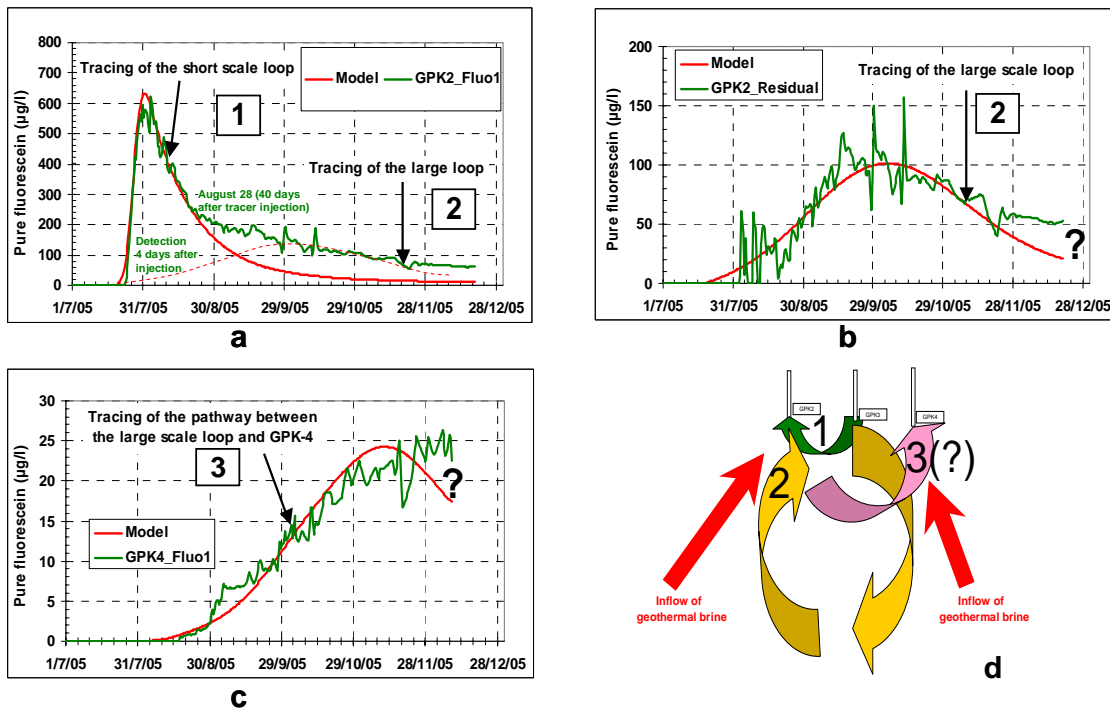 800
700
600
500
400
300
200
100
0
Pure fluorescein (µg/l)
Tracing of the short scale loop
Model
GPK2_Fluo1
1
Tracing of the large
loop
2
August 28 (40 days
after tracer injection)
Detection
4 days after
injection
1/7/05 31/7/05 30/8/05 29/9/05 29/10/05 28/11/05 28/12/05
a
200
150
100
50
0
Pure fluorescein (µg/l)
Model
GPK2_Residual
Tracing of the large scale loop
2
?
1/7/05 31/7/05 30/8/05 29/9/05 29/10/05 28/11/05 28/12/05
b
30
25
20
15
10
5
0
Pure fluorescein (µg/l)
Tracing of the pathway between
the large scale loop and GPK-4
3
Model
GPK4_Fluo1
?
1/7/05 31/7/05 30/8/05 29/9/05 29/10/05 28/11/05 28/12/05
c
GPK2 GPK3 GPK4
1
2
3(?)
Inflow of
geothermal brine
Inflow of
geothermal brine
d